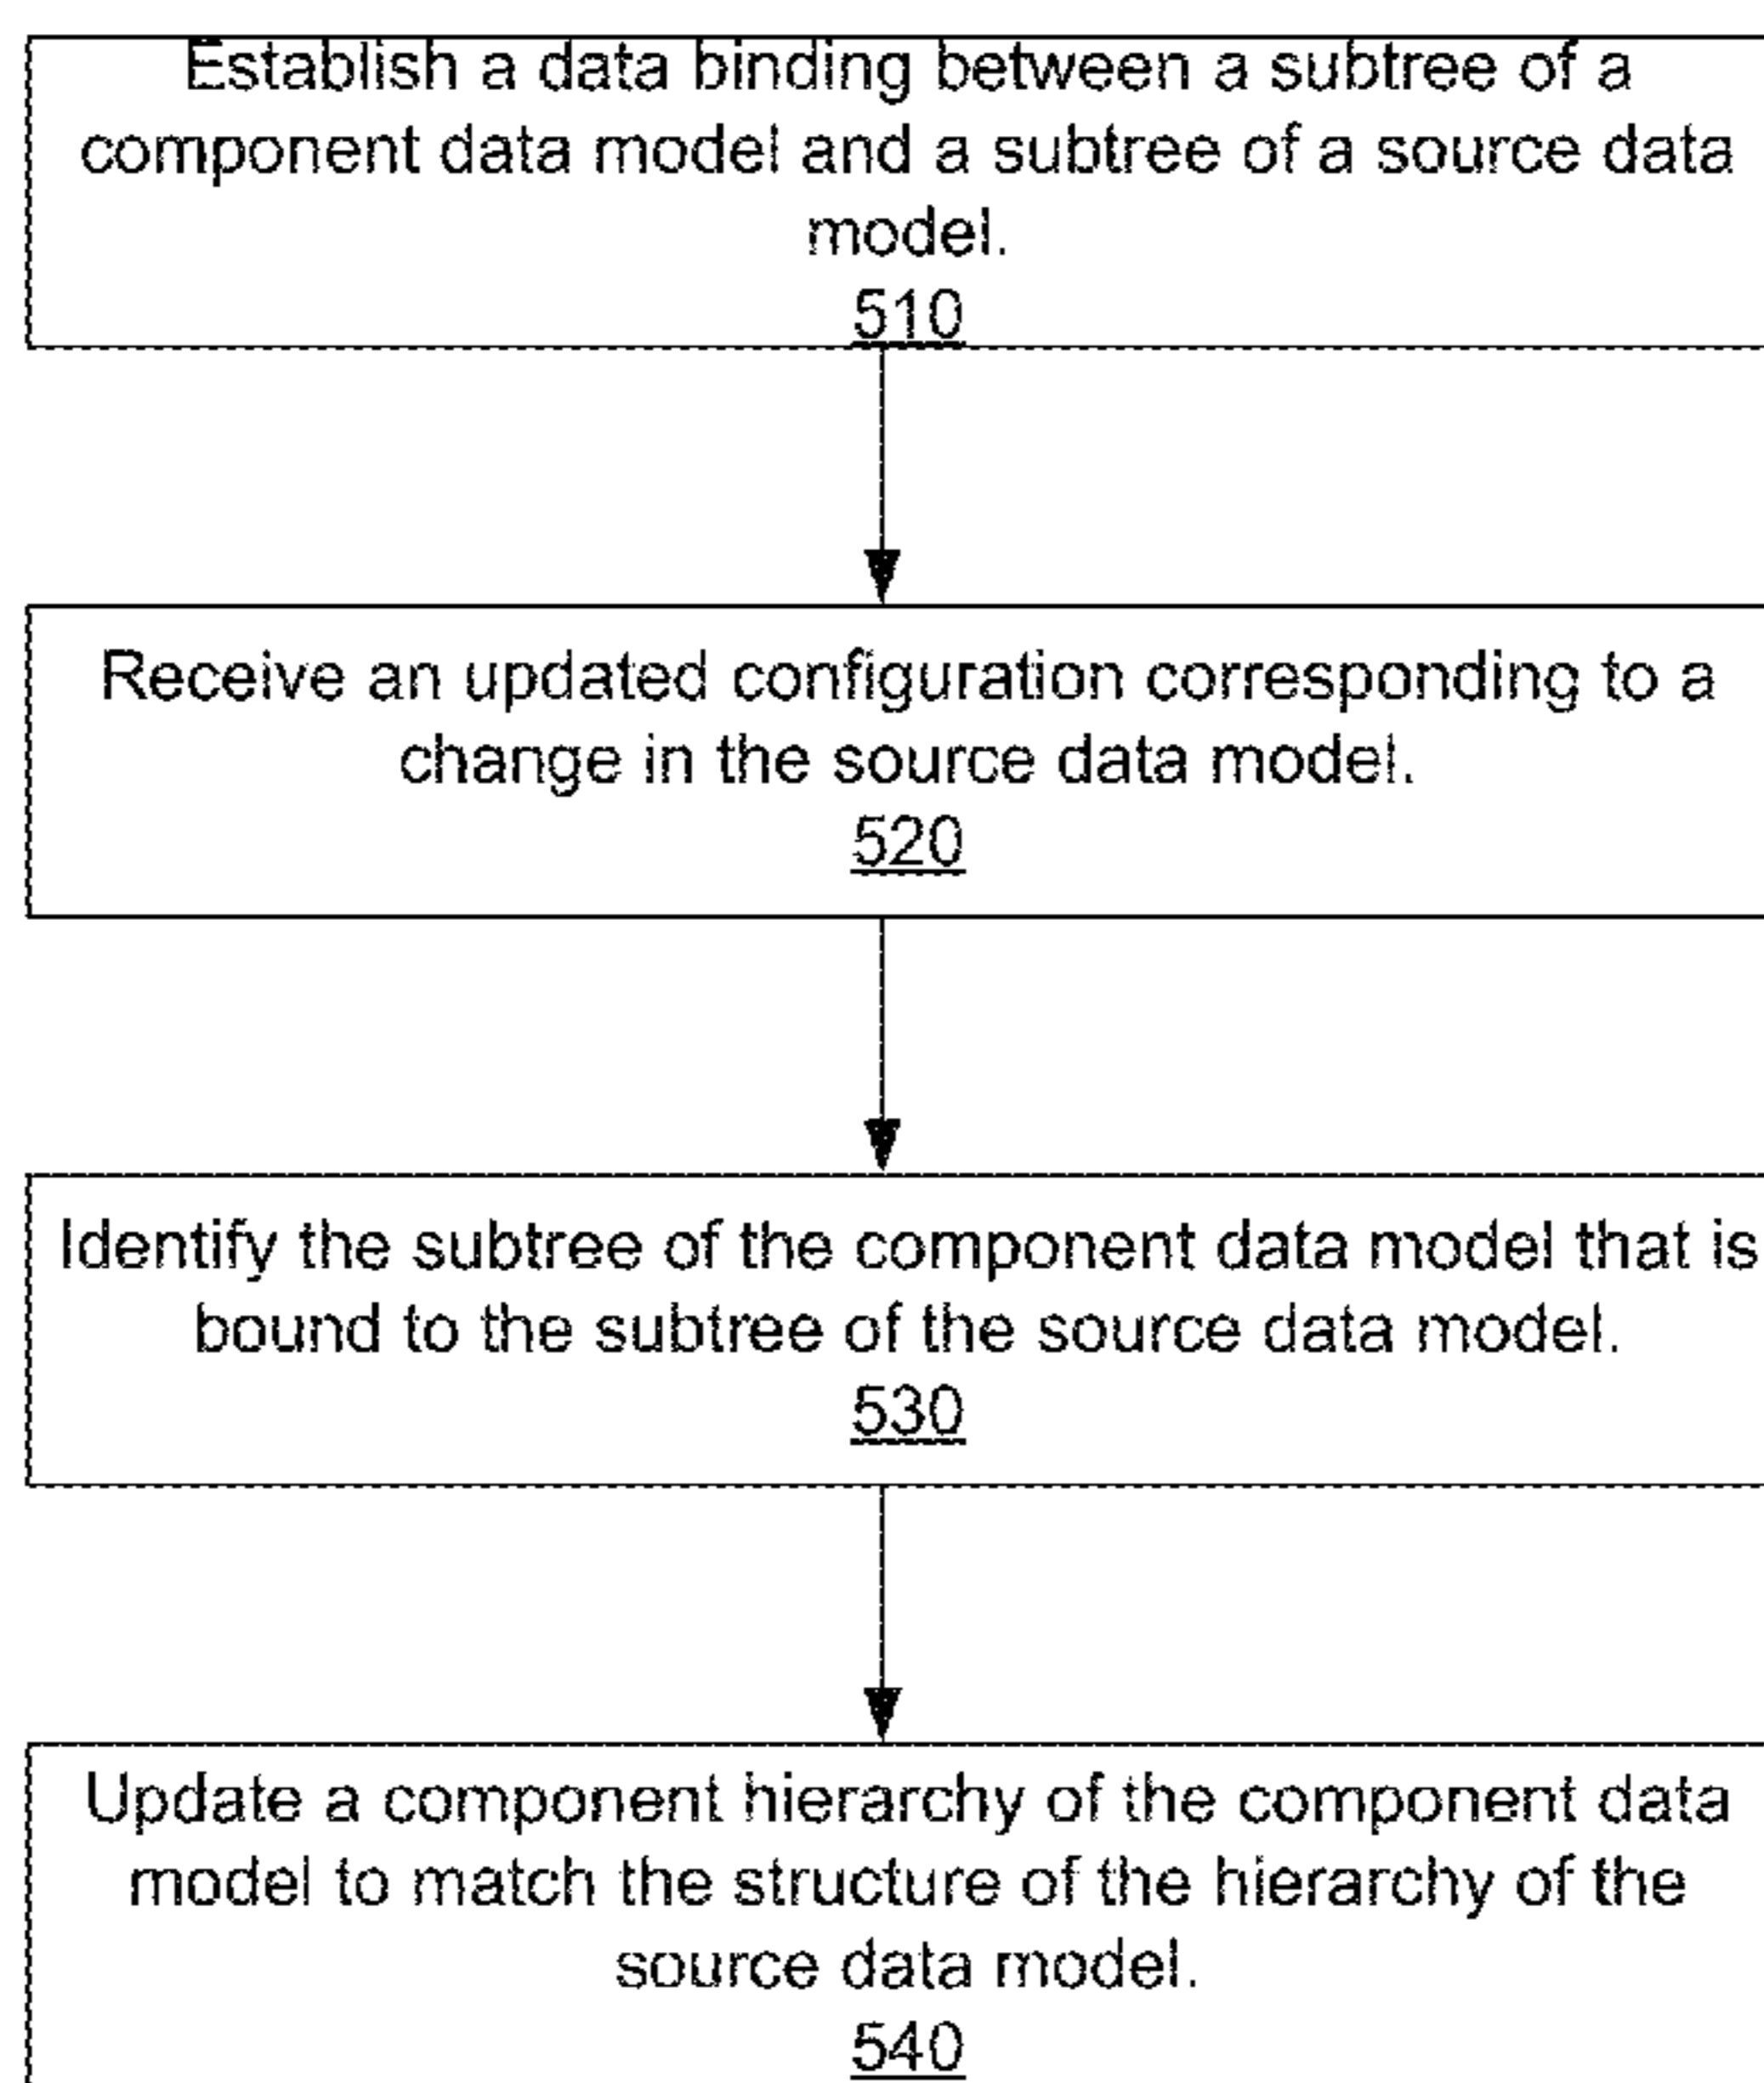 Establish a data binding between a subtree of a
component data model and a subtree of a source data
model.
510
Receive an updated configuration corresponding to a
change in the source data model.
520
Identify the subtree of the component data model that is
bound to the subtree of the source data model.
530
Update a component hierarchy of the component data
model to match the structure of the hierarchy of the
source data model.
540